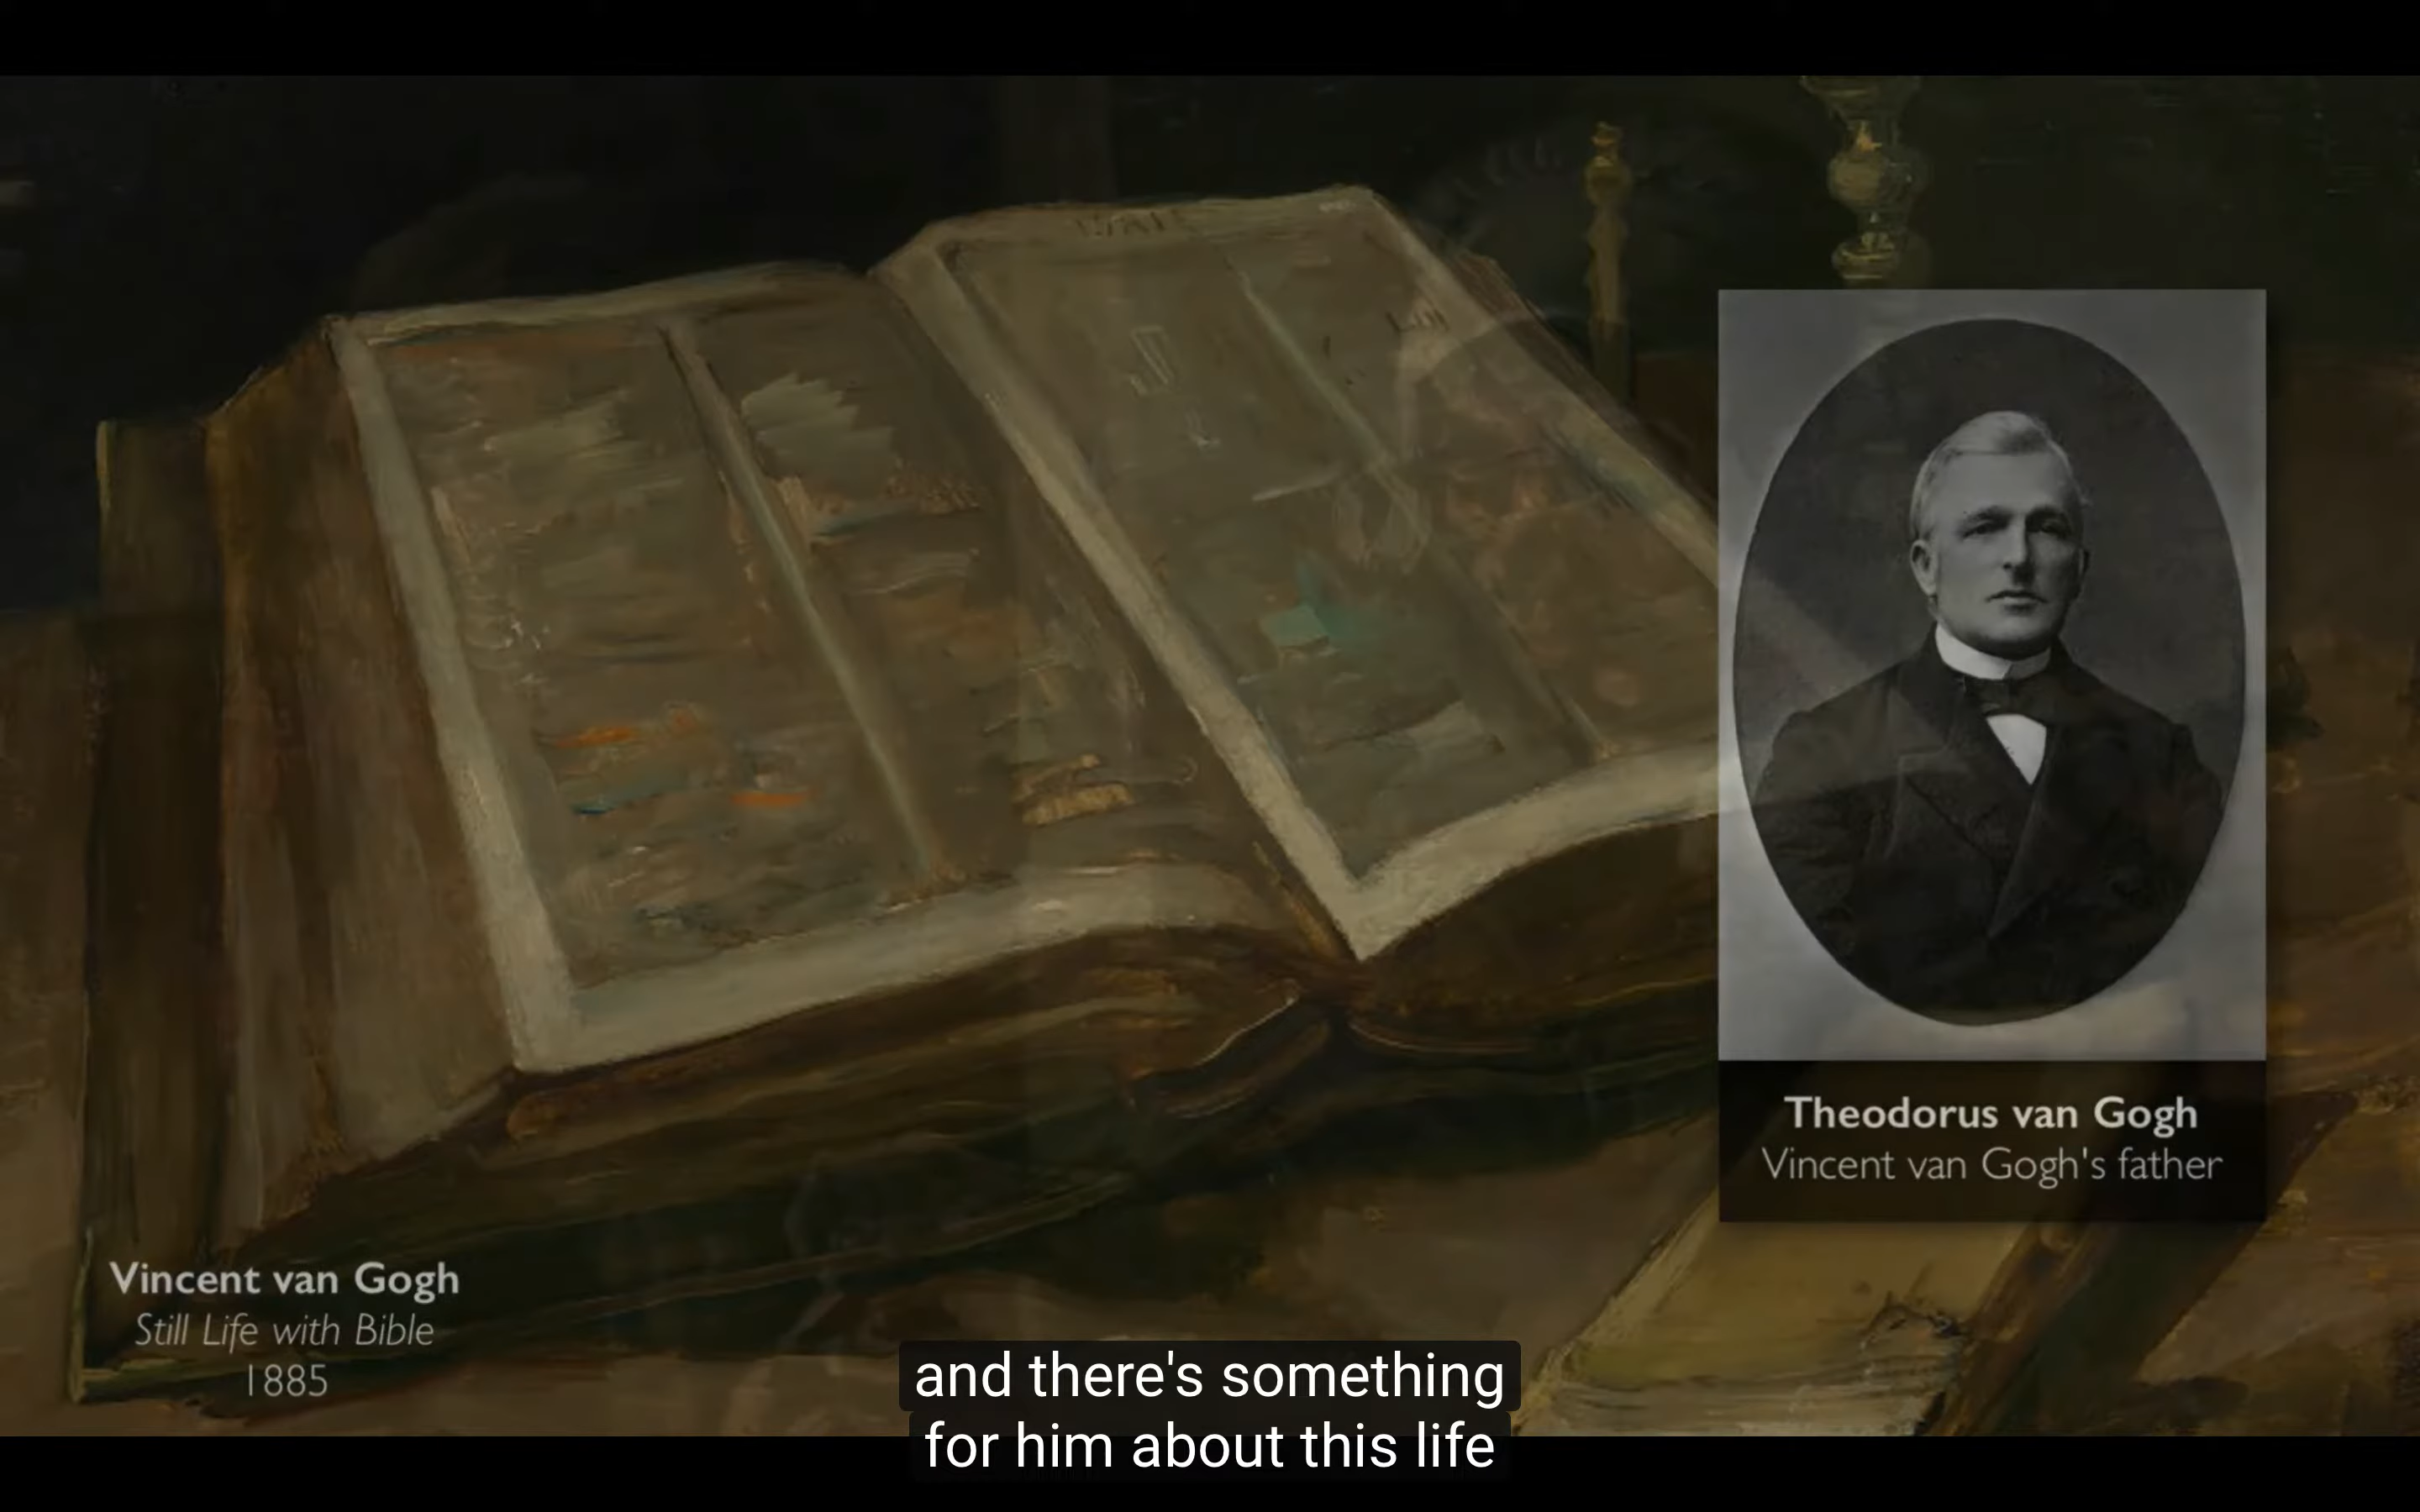 Theodorus van Gogh
Vincent van Gogh's father
Vincent van Gogh
Still Life with Bible
1885
and there's something
for him about this life